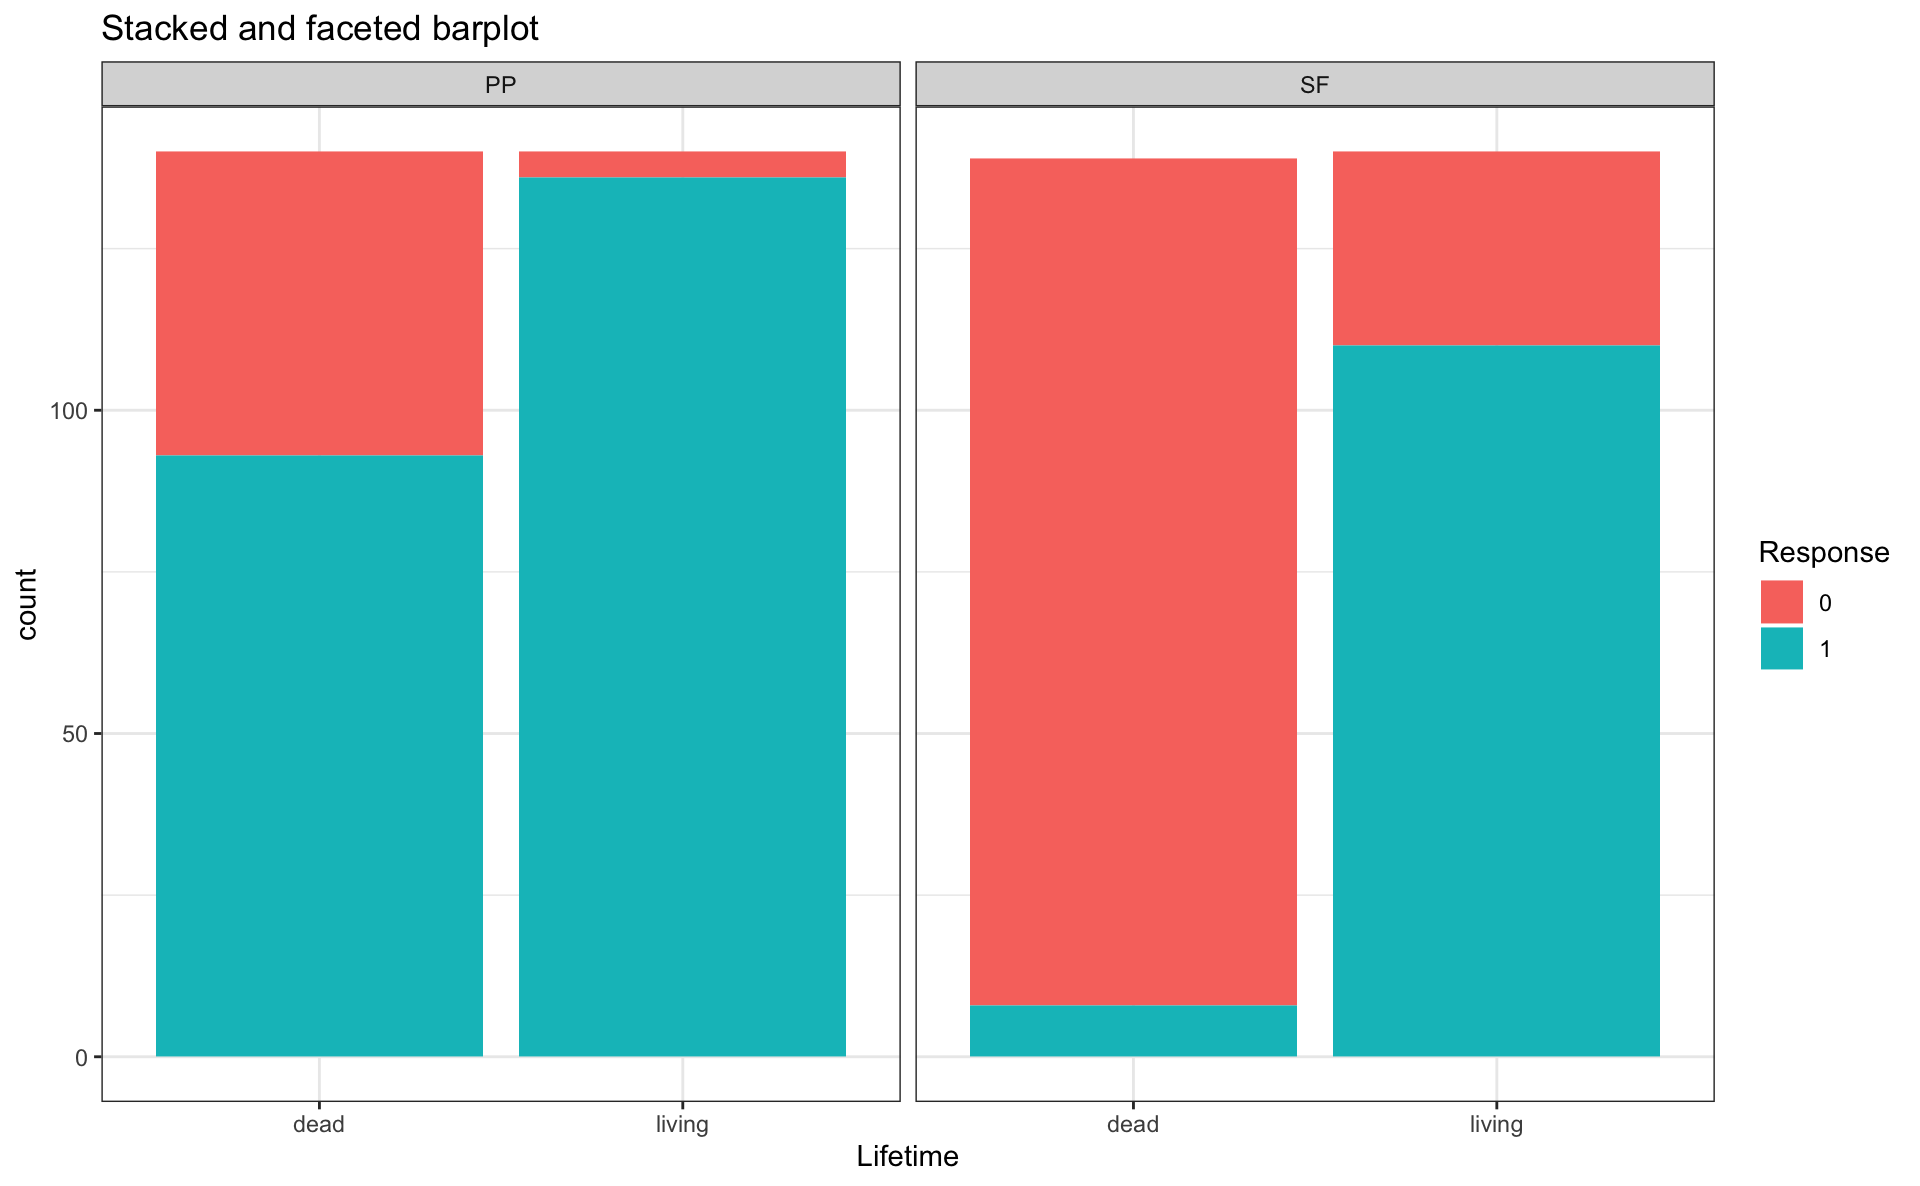 Stacked and faceted barplot
PP
SF
count
100
50
0
dead
living
dead
living
Lifetime
Response
0
1